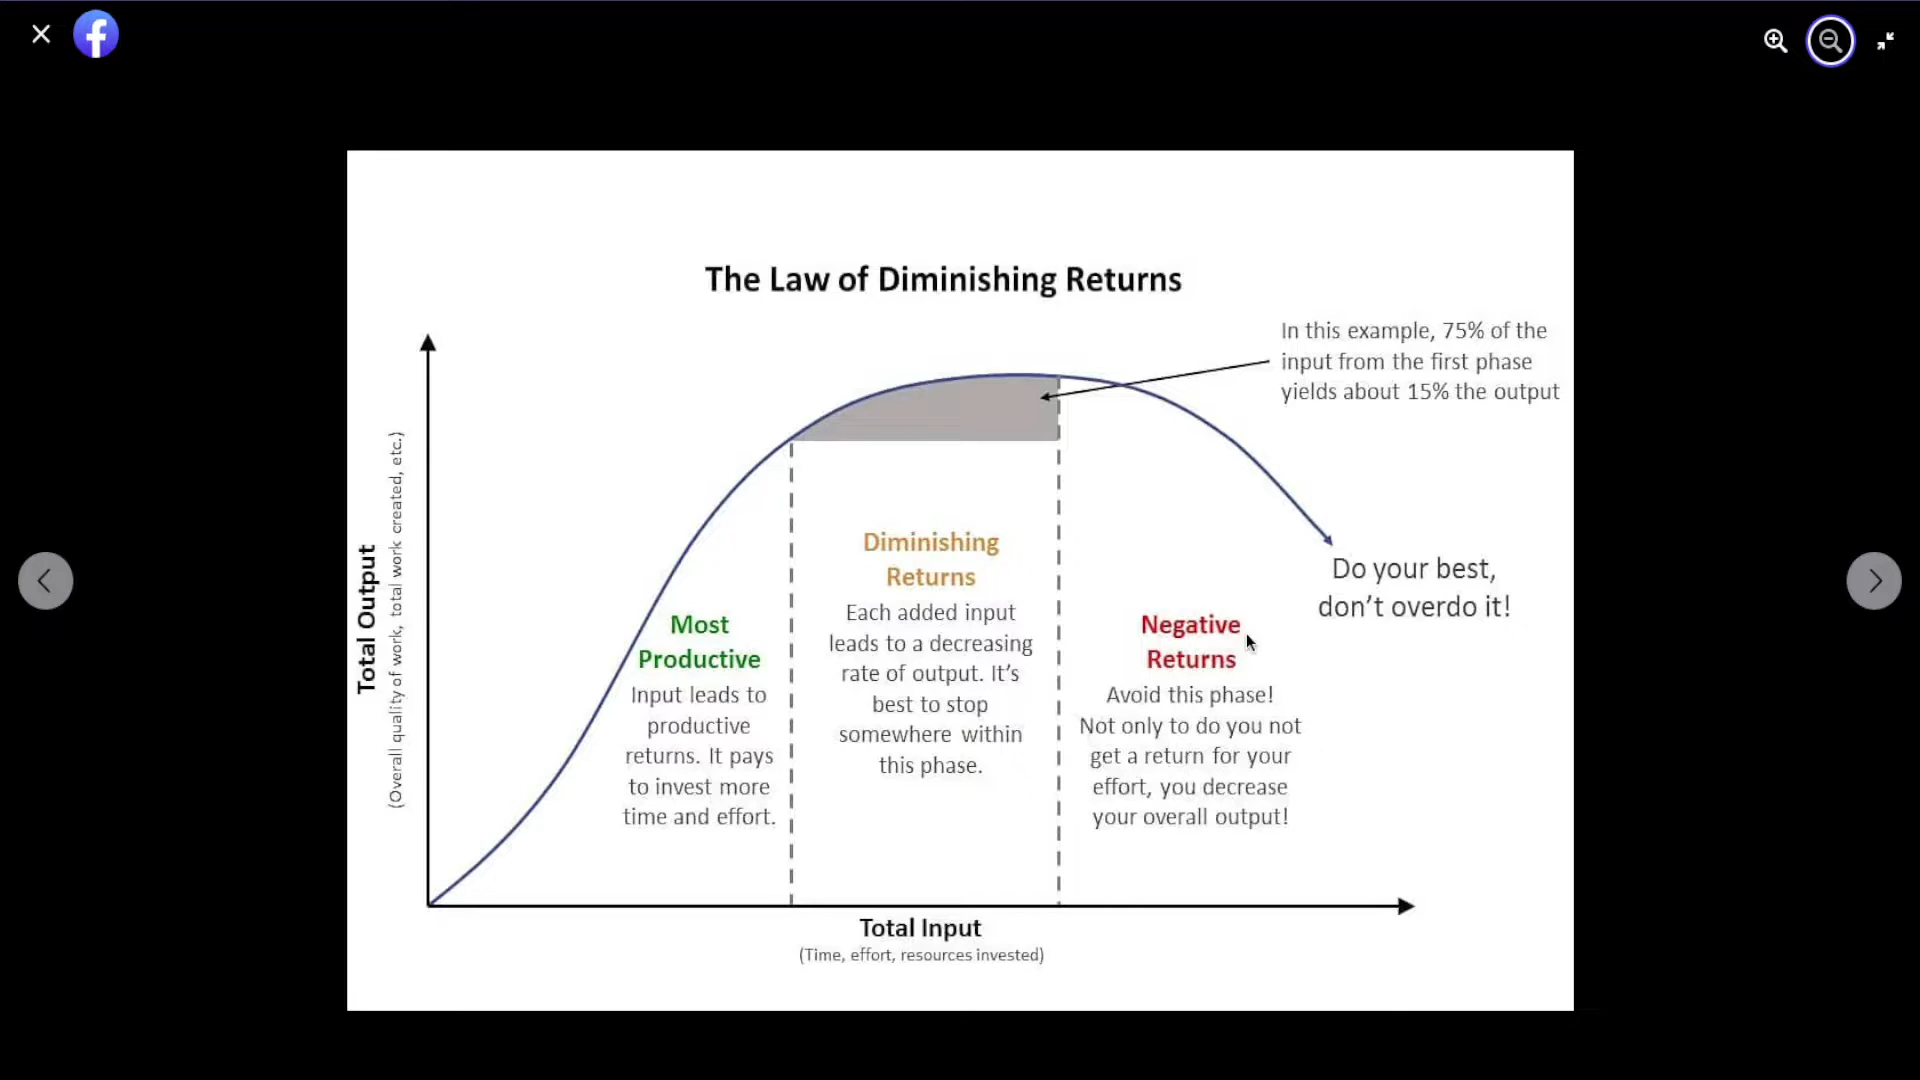 The Law of Diminishing Returns
In this example, 75% of the
input from the first phase
yields about 15% the output
Total Output
(Overall quality of work, total work created, etc.)
Most
Productive
Input leads to
productive
returns. It pays
to invest more
time and effort.
Diminishing
Returns
Each added input
leads to a decreasing
rate of output. It's
best to stop
somewhere within
this phase.
Negative
Returns
Avoid this phase!
Not only to do you not
get a return for your
effort, you decrease
your overall output!
Do your best,
don't overdo it!
Total Input
(Time, effort, resources invested)